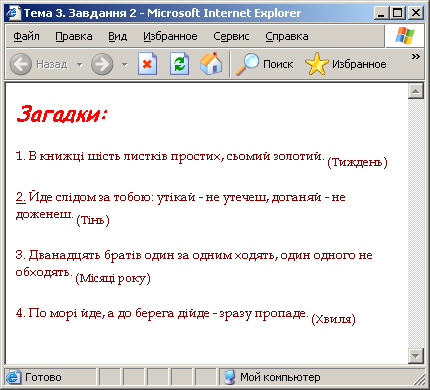 Тема 3. Завдання 2 - Microsoft Internet Explorer
Файл Правка Вид Избранное Сервис Справка
Назад Поиск Избранное
Загадки:
1. В книжці шість листків простих, сьомий золотий. (Тиждень)
2. Йде слідом за тобою: утікай - не утечеш, доганяй - не
доженеш. (Тінь)
3. Дванадцять братів один за одним ходять, один одного не
обходять. (Місяці року)
4. По морі йде, а до берега дійде - зразу пропаде. (Хвиля)
Готово Мой компьютер